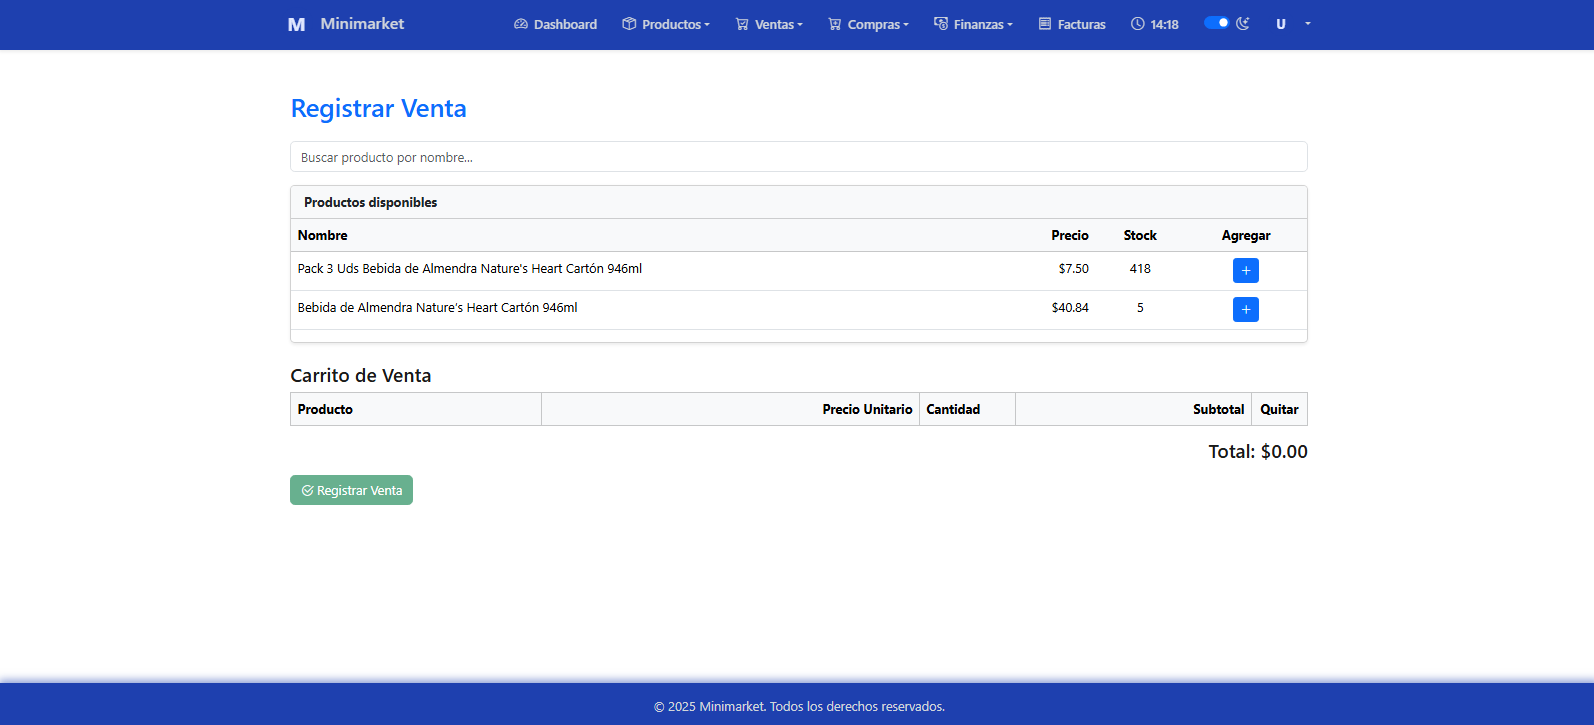 M Minimarket Dashboard Productos Ventas Compras Finanzas Facturas 14:18 U
Registrar Venta
Buscar producto por nombre...
Productos disponibles
Nombre Precio Stock Agregar
Pack 3 Uds Bebida de Almendra Nature's Heart Cartón 946ml $7.50 418 +
Bebida de Almendra Nature's Heart Cartón 946ml $40.84 5 +
Carrito de Venta
Producto Precio Unitario Cantidad Subtotal Quitar
Total: $0.00
Registrar Venta
© 2025 Minimarket. Todos los derechos reservados.